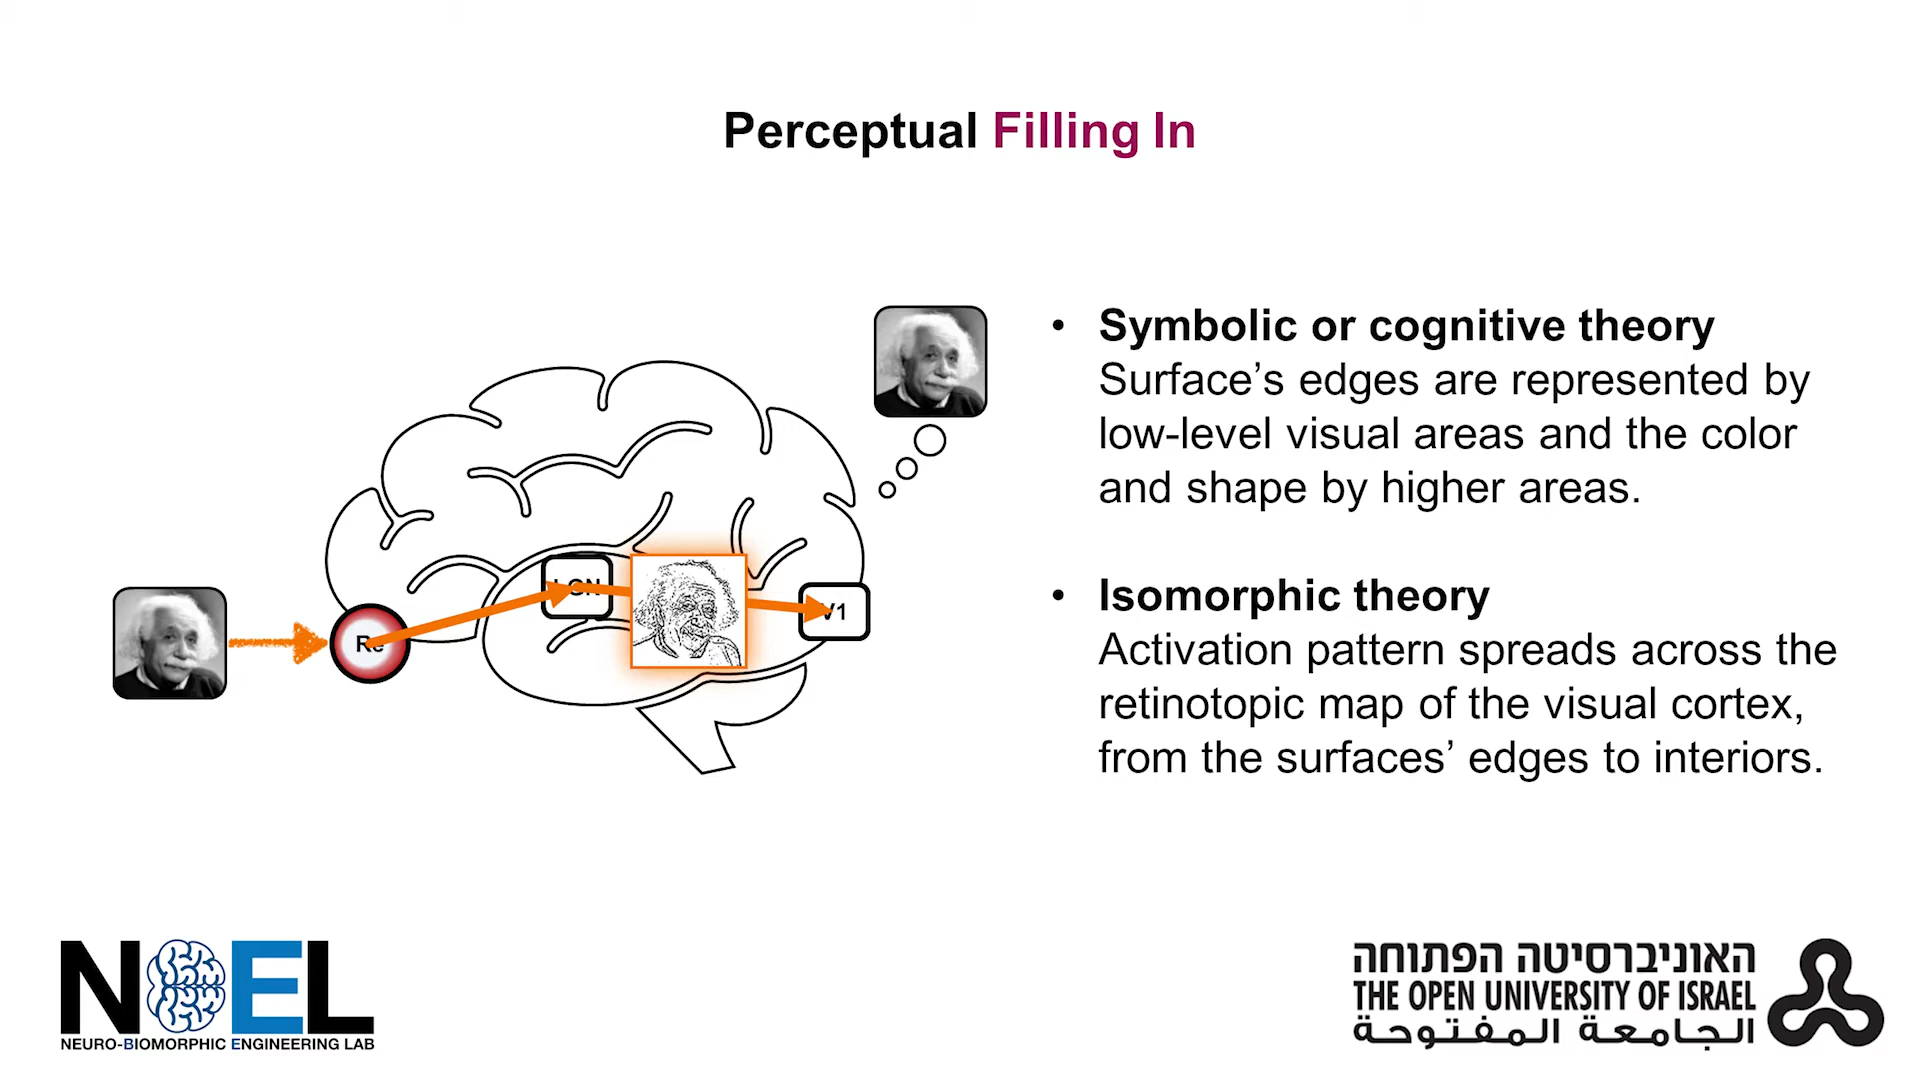 Perceptual Filling In
• Symbolic or cognitive theory
Surface’s edges are represented by
low-level visual areas and the color
and shape by higher areas.
• Isomorphic theory
Activation pattern spreads across the
retinotopic map of the visual cortex,
from the surfaces’ edges to interiors.
Re
LGN
V1
NOEL
NEURO-BIOMORPHIC ENGINEERING LAB
האוניברסיטה הפתוחה
THE OPEN UNIVERSITY OF ISRAEL
الجامعة المفتوحة